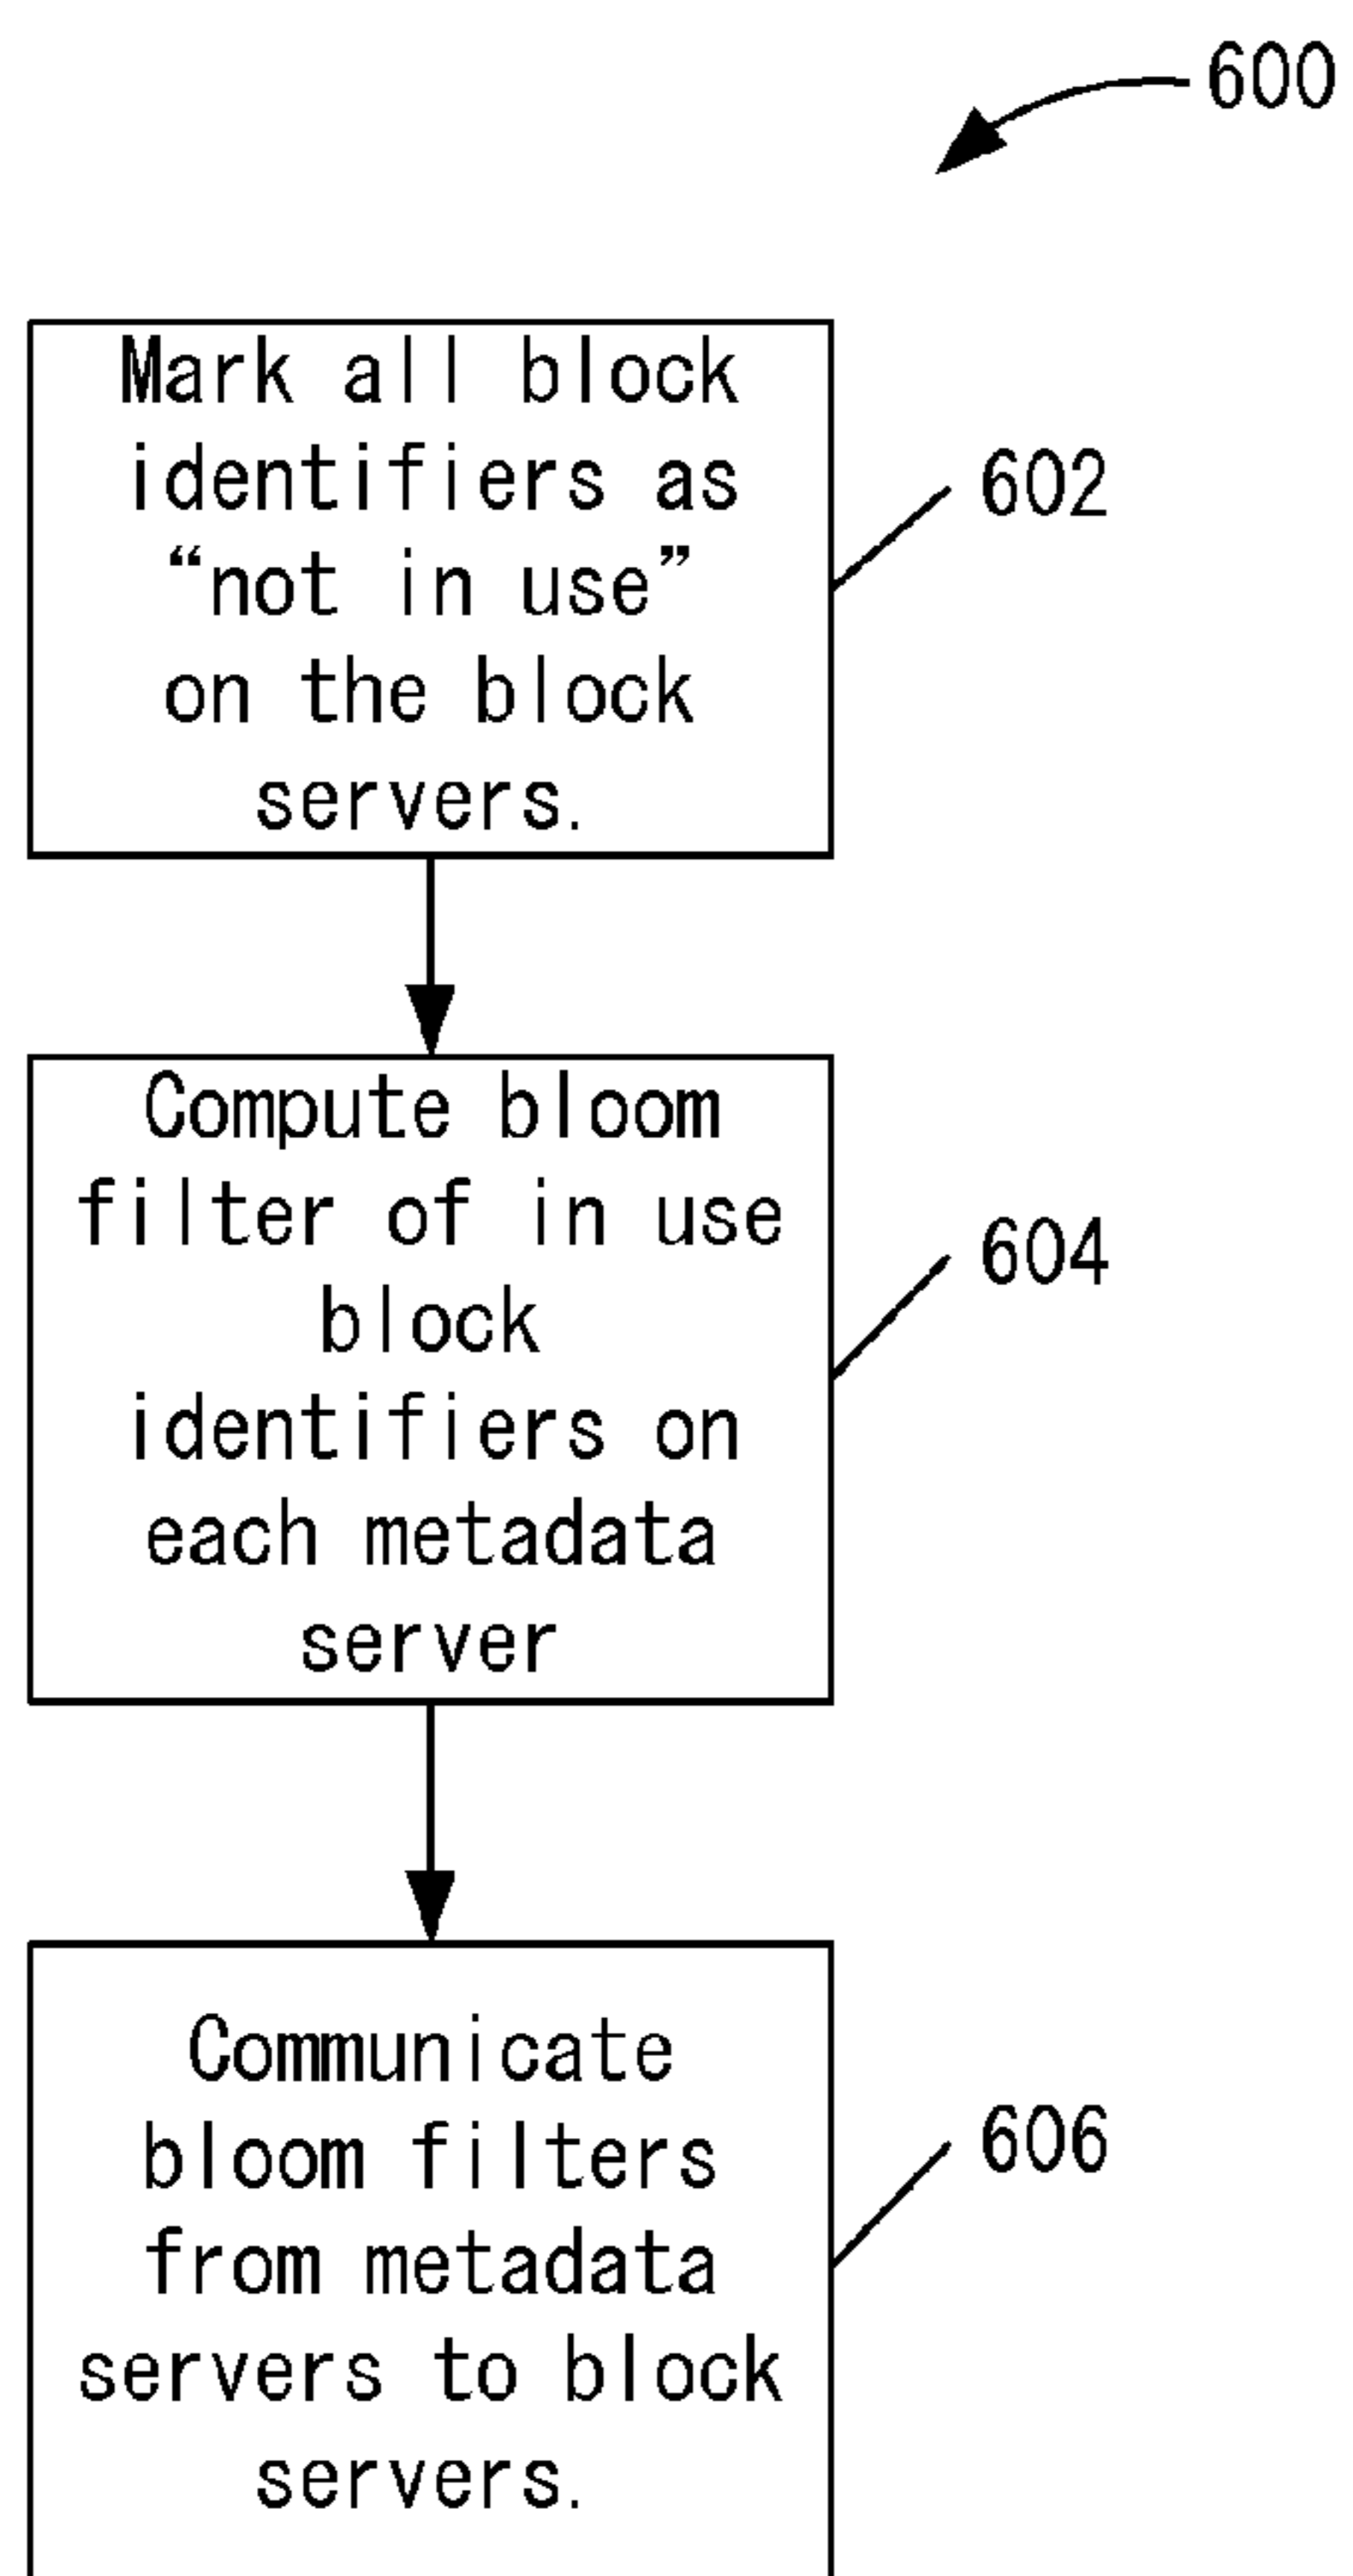 600
Mark all block
identifiers as
“not in use”
on the block
servers.
602
Compute bloom
filter of in use
block
identifiers on
each metadata
server
604
Communicate
bloom filters
from metadata
servers to block
servers.
606